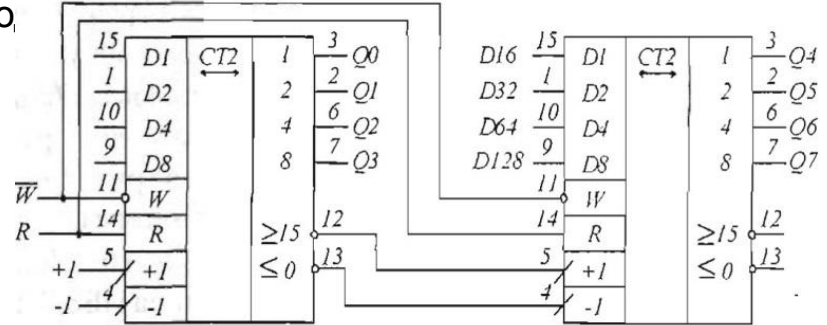 O
15 D1 CT2 1 3 Q0 D16 15 D1 CT2 1 3 Q4
1 D2 2 2 Q1 D32 1 D2 2 2 Q5
10 D4 4 6 Q2 D64 10 D4 4 6 Q6
9 D8 8 7 Q3 D128 9 D8 8 7 Q7
W 11 W 11 W
R 14 R ≥15 12 14 R ≥15 12
+1 5 +1 ≤0 13 5 +1 ≤0 13
-1 4 -1 4 -1